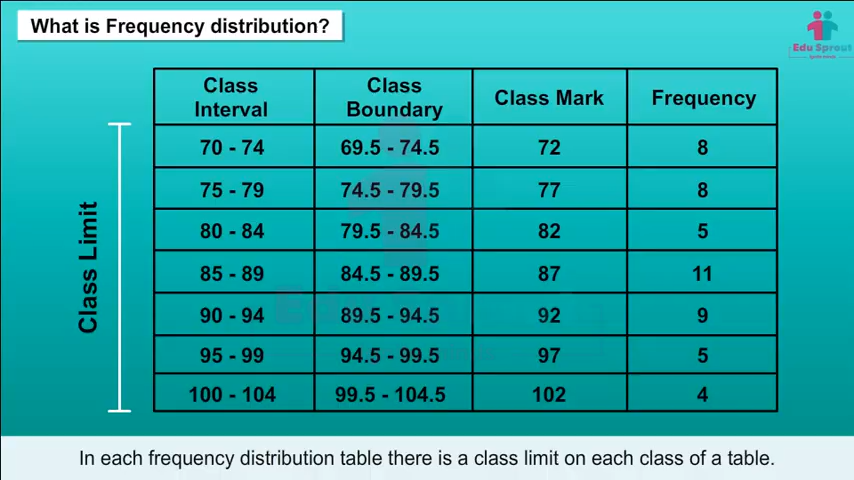 What is Frequency distribution?
Edu Sprout
Class Interval Class Boundary Class Mark Frequency
70 - 74 69.5 - 74.5 72 8
75 - 79 74.5 - 79.5 77 8
80 - 84 79.5 - 84.5 82 5
85 - 89 84.5 - 89.5 87 11
90 - 94 89.5 - 94.5 92 9
95 - 99 94.5 - 99.5 97 5
100 - 104 99.5 - 104.5 102 4
Class Limit
In each frequency distribution table there is a class limit on each class of a table.